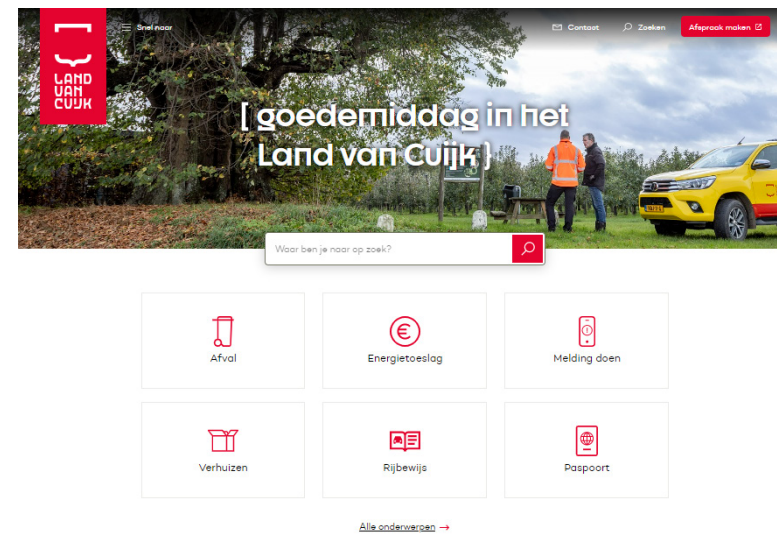 LAND
VAN
CUIJK
Snel naar
Contact
Zoeken
Afspraak maken
[ goedemiddag in het
Land van Cuijk }
Waar ben je naar op zoek?
Afval
Energietoeslag
Melding doen
Verhuizen
Rijbewijs
Paspoort
Alle onderwerpen →